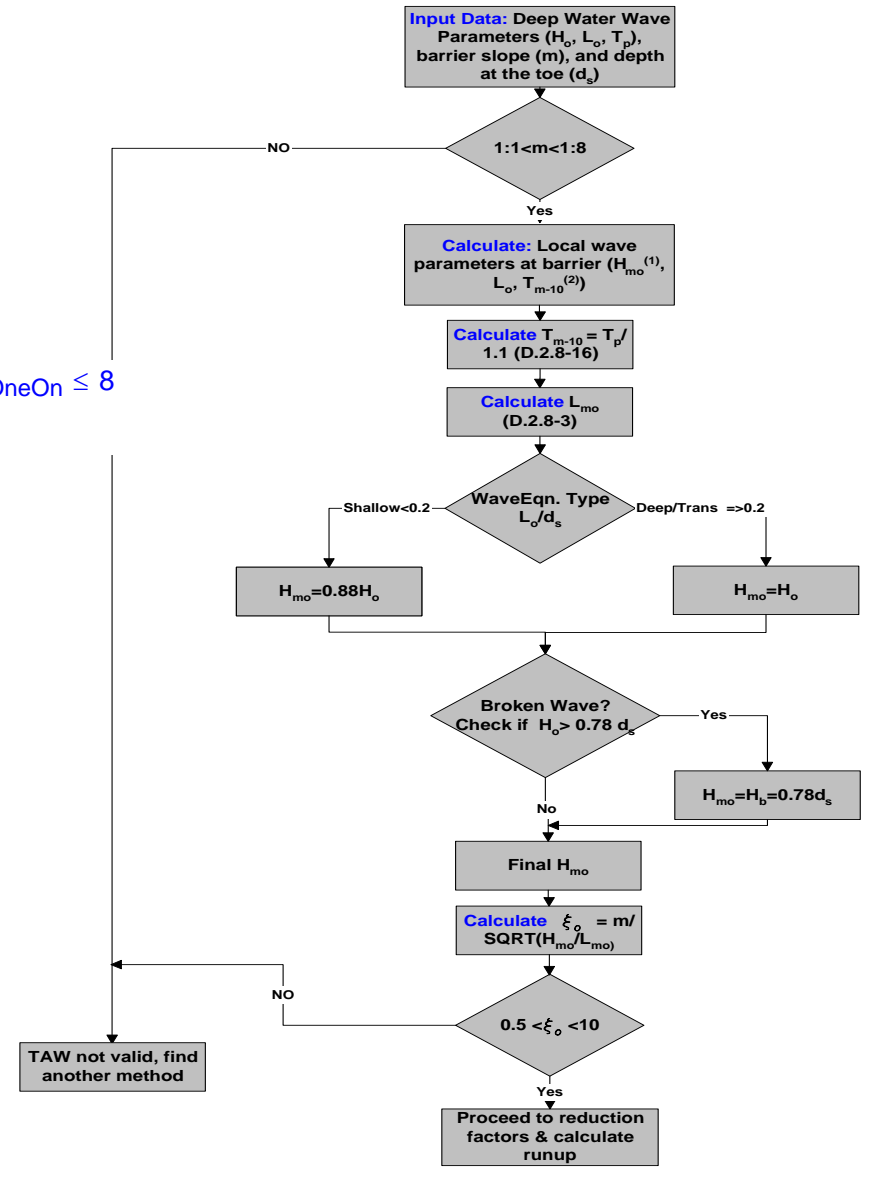 Input Data: Deep Water Wave
Parameters (Ho, Lo, Tp),
barrier slope (m), and depth
at the toe (ds)
1:1<m<1:8
NO
Yes
Calculate: Local wave
parameters at barrier (Hmo(1),
Lo, Tm-10(2))
Calculate Tm-10 = Tp/
1.1 (D.2.8-16)
OneOn ≤ 8
Calculate Lmo
(D.2.8-3)
WaveEqn. Type
Lo/ds
Shallow<0.2
Deep/Trans =>0.2
Hmo=0.88Ho
Hmo=Ho
Broken Wave?
Check if Ho> 0.78 ds
Yes
Hmo=Hb=0.78ds
No
Final Hmo
Calculate ξo = m/
SQRT(Hmo/Lmo)
NO
0.5 <ξo <10
TAW not valid, find
another method
Yes
Proceed to reduction
factors & calculate
runup